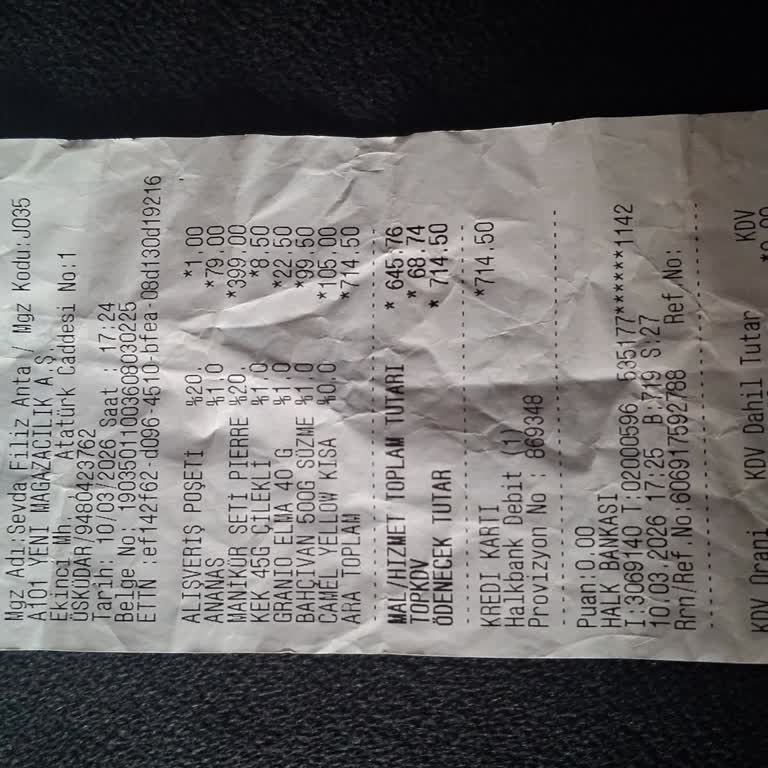 Mgz Adı:Sevda Filiz Anta / Mgz Kodu:J035
A101 YENİ MAĞAZACILIK A.Ş
Ekinci Mh., Atatürk Caddesi No:1
ÜSKÜDAR/9480423762
Tarih: 10/03/2026 Saat : 17:24
Belge No: 1903501100360803​0225
ETTN :ef142f62-d096-4510-bfea-08d130d19216
ALIŞVERİŞ POŞETİ %20, *1,00
ANANAS %1,0 *79,00
MANİKÜR SETİ PIERRE %20, *399,00
KEK 45G ÇİLEKLİ %1,0 *8,50
GRANIO ELMA 40 G %1,0 *22,50
BAHÇIVAN 500G SÜZME %1,0 *99,50
CAMEL YELLOW KISA %0,0 *105,00
ARA TOPLAM *714,50
MAL/HİZMET TOPLAM TUTARI * 645,76
TOPKDV * 68,74
ÖDENECEK TUTAR * 714,50
KREDİ KARTI *714,50
Halkbank Debit (1)
Provizyon No : 869348
Puan:0,00
HALK BANKASI
I:3069140 T:02000596 535177******1142
10/03/2026 17:25 B:719 S:27
Rrn/Ref.No:606917592788 Ref.No:
KDV Oranı KDV Dahil Tutar KDV